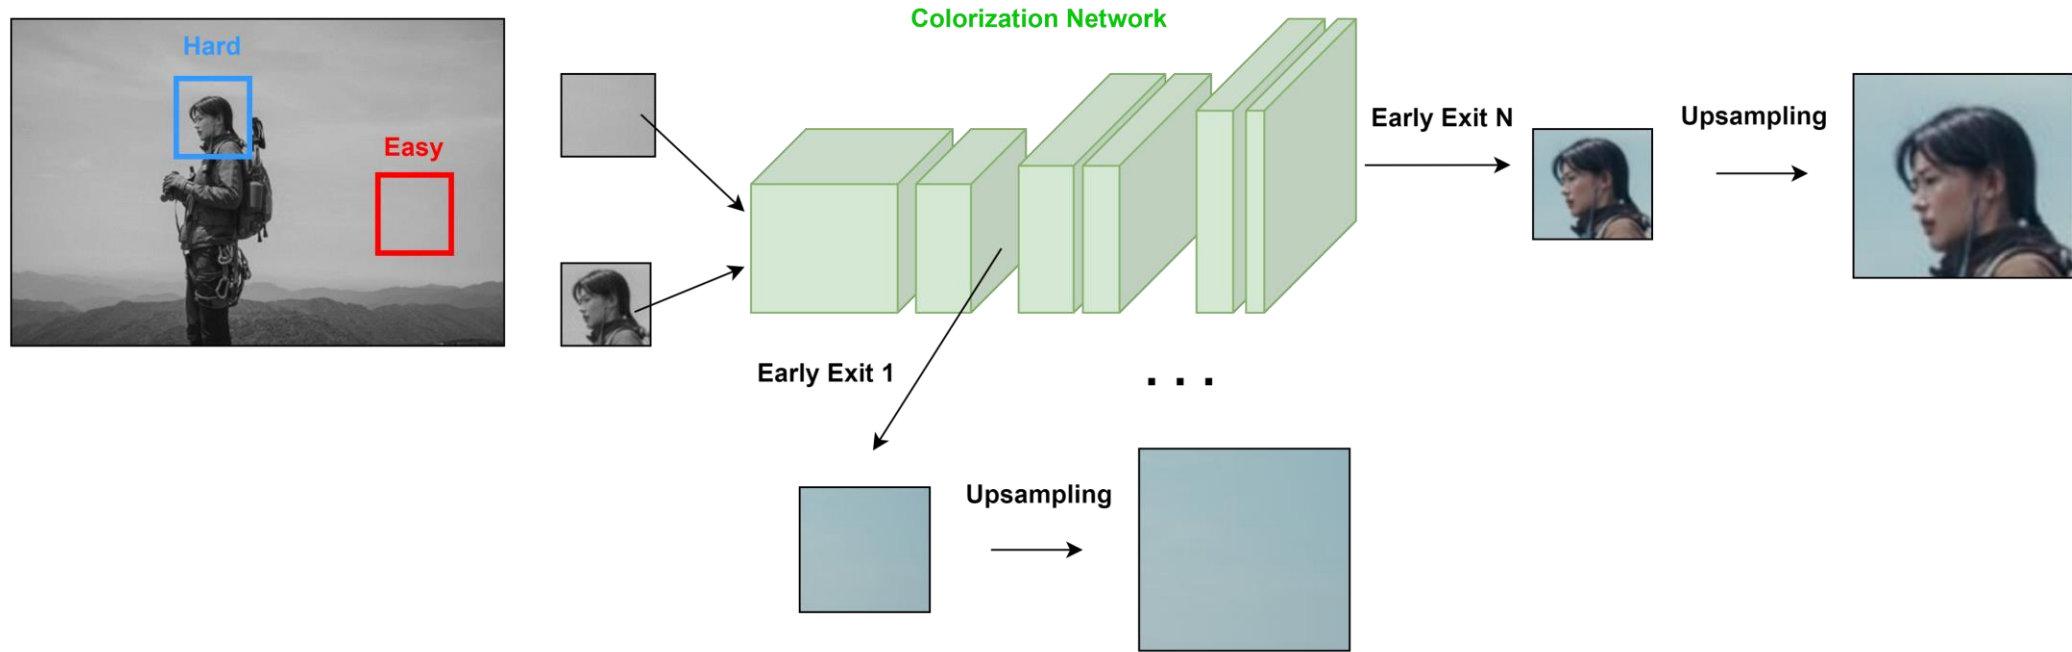 Colorization Network
Hard
Easy
Early Exit N
Upsampling
Early Exit 1
. . .
Upsampling